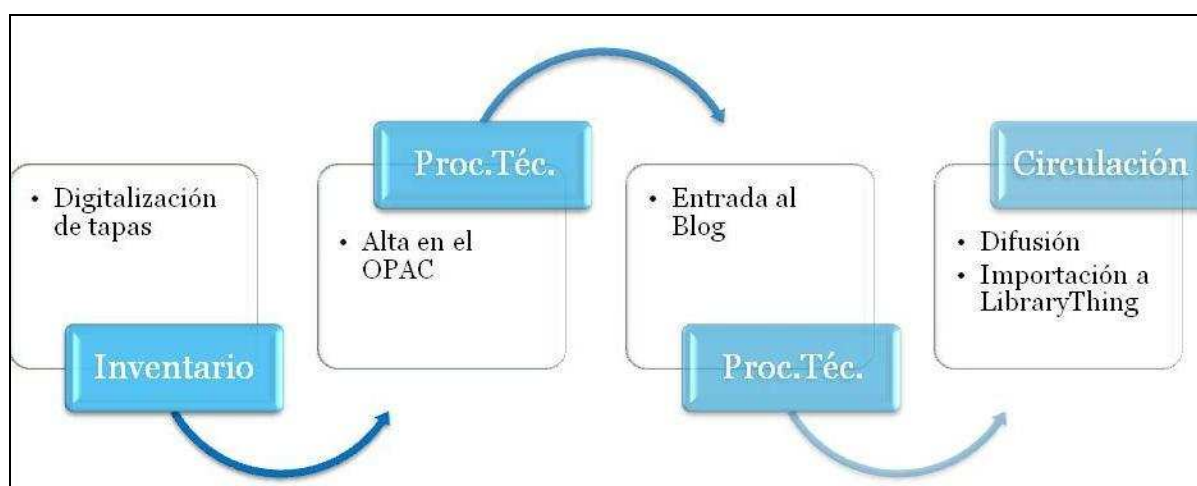 • Digitalización
de tapas
Inventario
Proc.Téc.
• Alta en el
OPAC
• Entrada al
Blog
Proc.Téc.
Circulación
• Difusión
• Importación a
LibraryThing